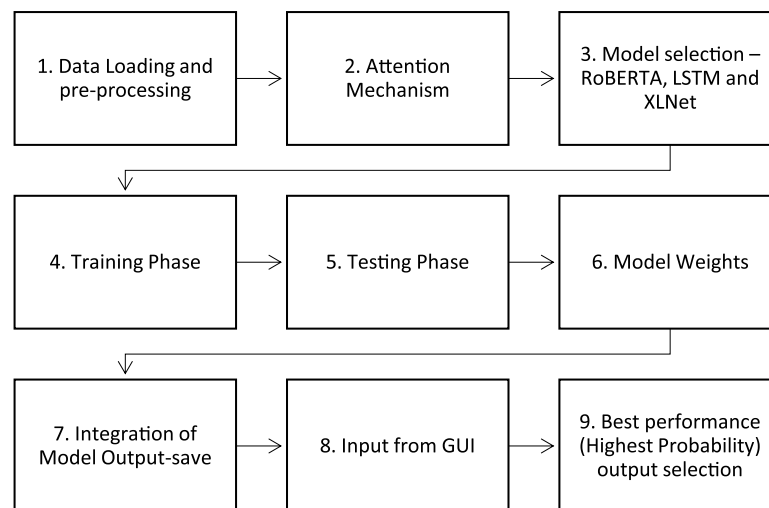 1. Data Loading and
pre-processing
2. Attention
Mechanism
3. Model selection –
RoBERTA, LSTM and
XLNet
4. Training Phase
5. Testing Phase
6. Model Weights
7. Integration of
Model Output-save
8. Input from GUI
9. Best performance
(Highest Probability)
output selection